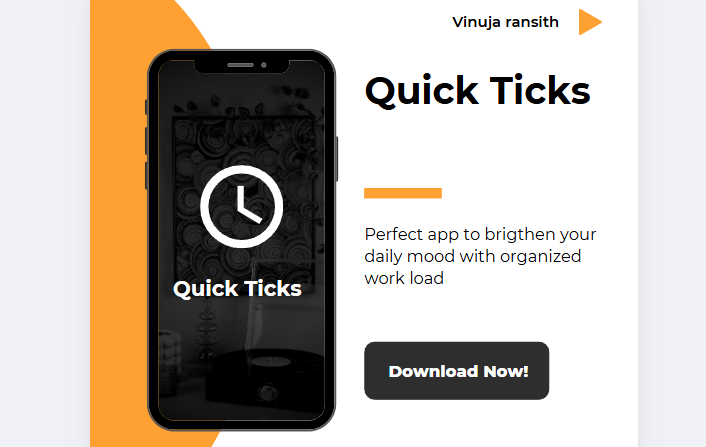 Vinuja ransith
Quick Ticks
Perfect app to brigthen your
daily mood with organized
work load
Download Now!
Quick Ticks